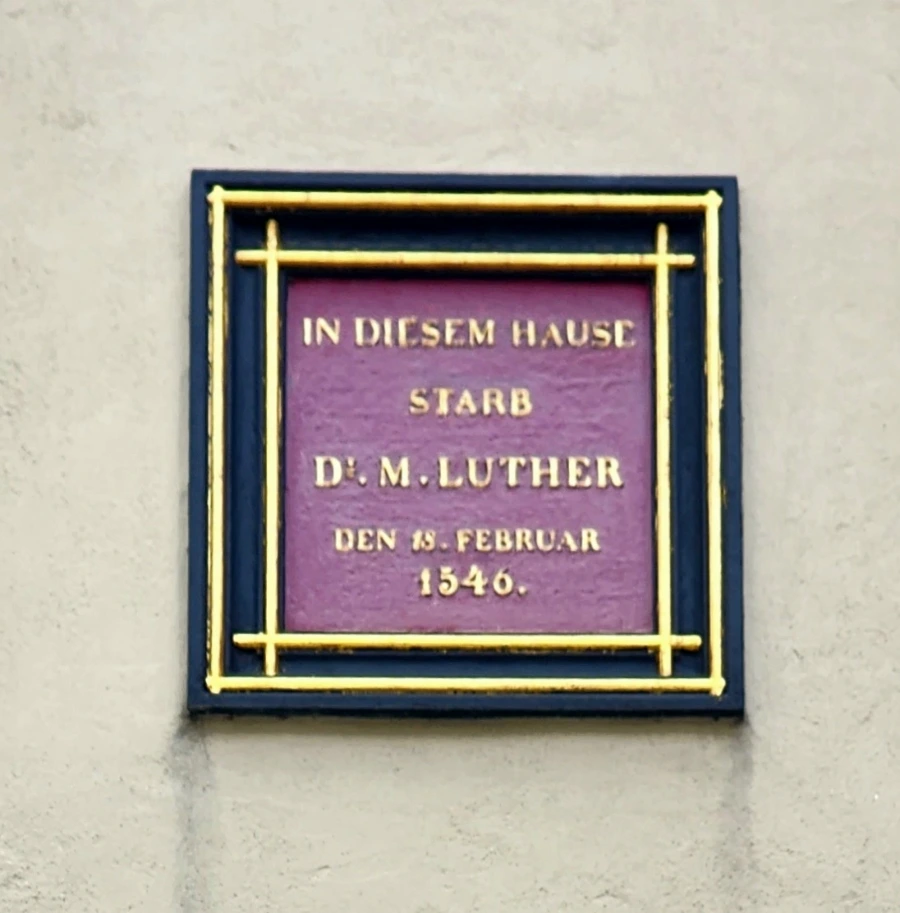 IN DIESEM HAUSE
STARB
Dr. M. LUTHER
DEN 18. FEBRUAR
1546.